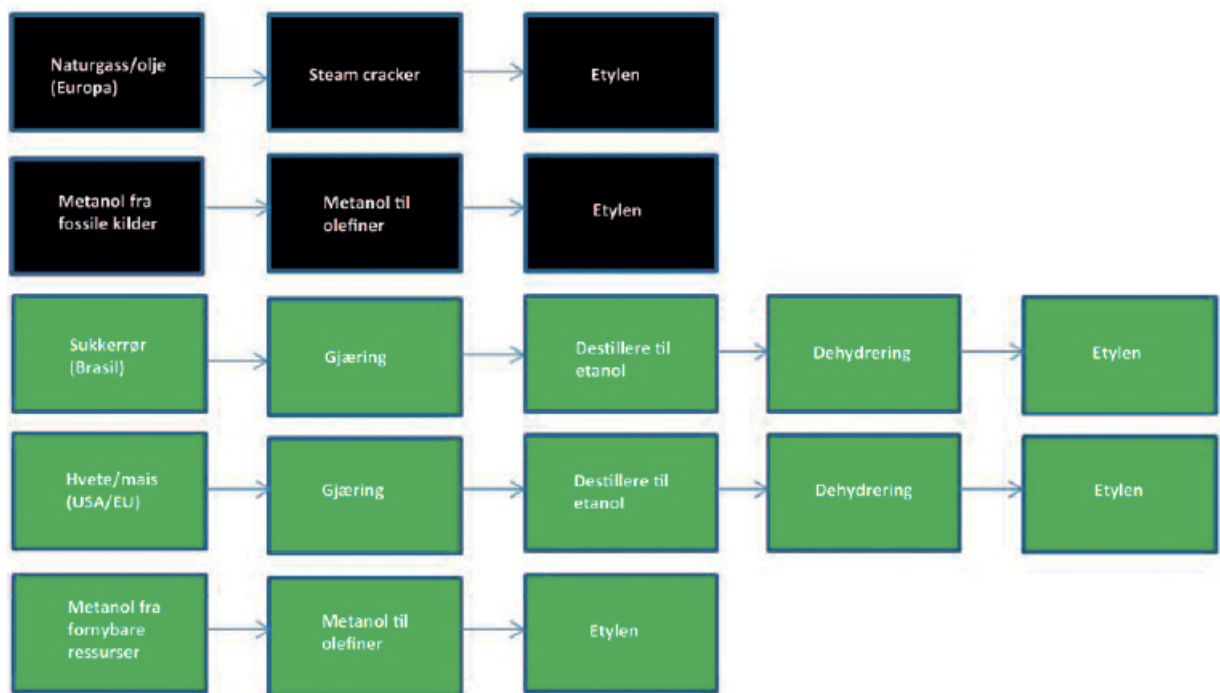 Naturgass/olje
(Europa)
Steam cracker
Etylen
Metanol fra
fossile kilder
Metanol til
olefiner
Etylen
Sukkerrør
(Brasil)
Gjæring
Destillere til
etanol
Dehydrering
Etylen
Hvete/mais
(USA/EU)
Gjæring
Destillere til
etanol
Dehydrering
Etylen
Metanol fra
fornybare
ressurser
Metanol til
olefiner
Etylen